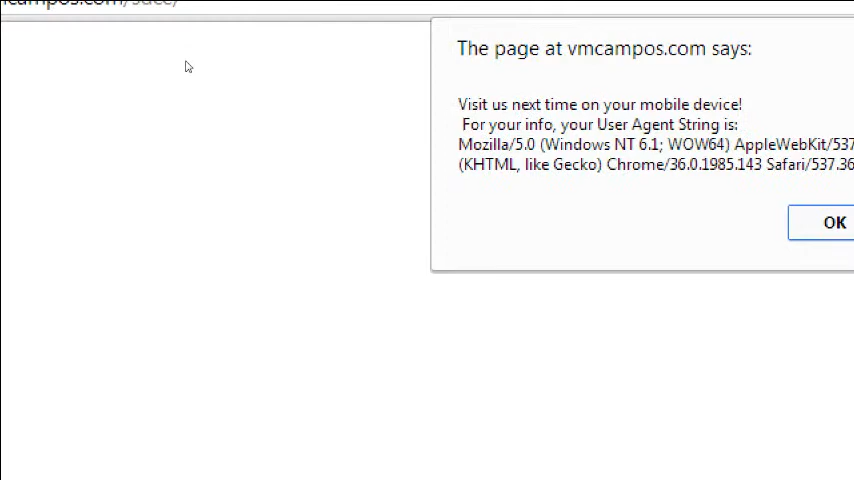 The page at vmcampos.com says:
Visit us next time on your mobile device!
For your info, your User Agent String is:
Mozilla/5.0 (Windows NT 6.1; WOW64) AppleWebKit/537
(KHTML, like Gecko) Chrome/36.0.1985.143 Safari/537.36
OK